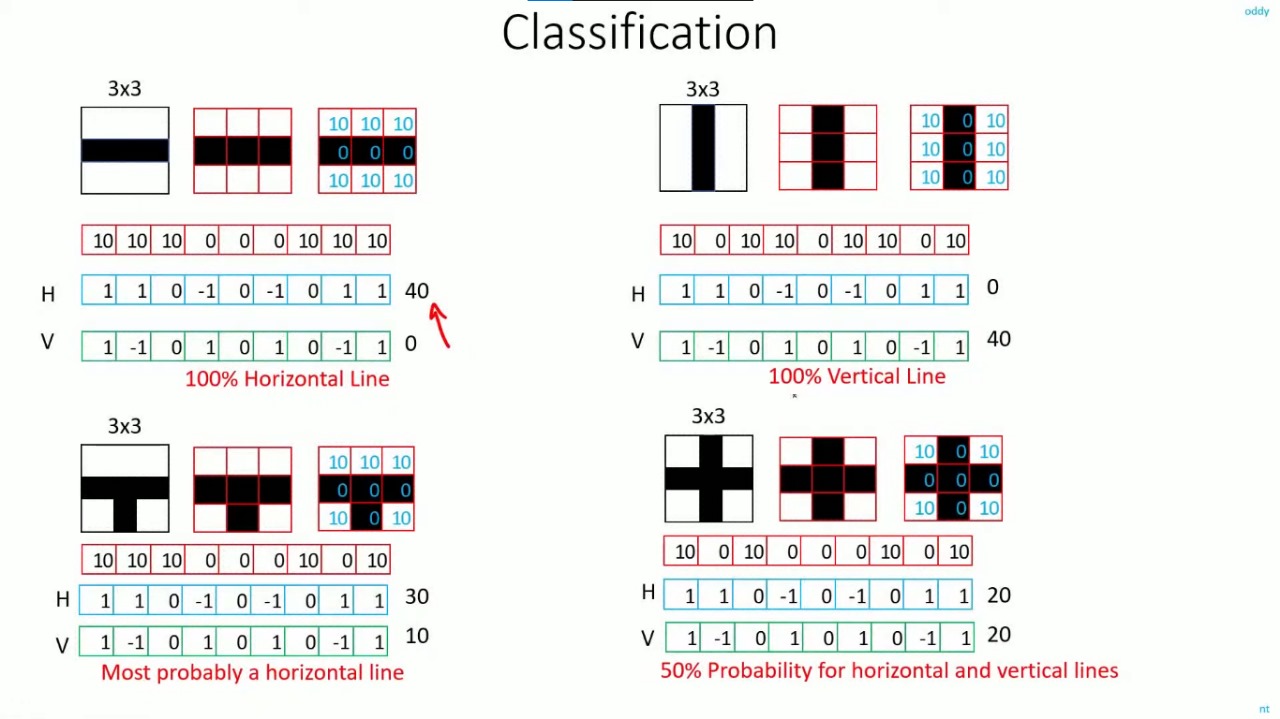 oddy
Classification
3x3
10 10 10
0 0 0
10 10 10
10 10 10 0 0 0 10 10 10
H 1 1 0 -1 0 -1 0 1 1 40
V 1 -1 0 1 0 1 0 -1 1 0
100% Horizontal Line
3x3
10 0 10
10 0 10
10 0 10
10 0 10 10 0 10 10 0 10
H 1 1 0 -1 0 -1 0 1 1 0
V 1 -1 0 1 0 1 0 -1 1 40
100% Vertical Line
3x3
10 10 10
0 0 0
10 0 10
10 10 10 0 0 0 10 0 10
H 1 1 0 -1 0 -1 0 1 1 30
V 1 -1 0 1 0 1 0 -1 1 10
Most probably a horizontal line
3x3
10 0 10
0 0 0
10 0 10
10 0 10 0 0 0 10 0 10
H 1 1 0 -1 0 -1 0 1 1 20
V 1 -1 0 1 0 1 0 -1 1 20
50% Probability for horizontal and vertical lines
nt